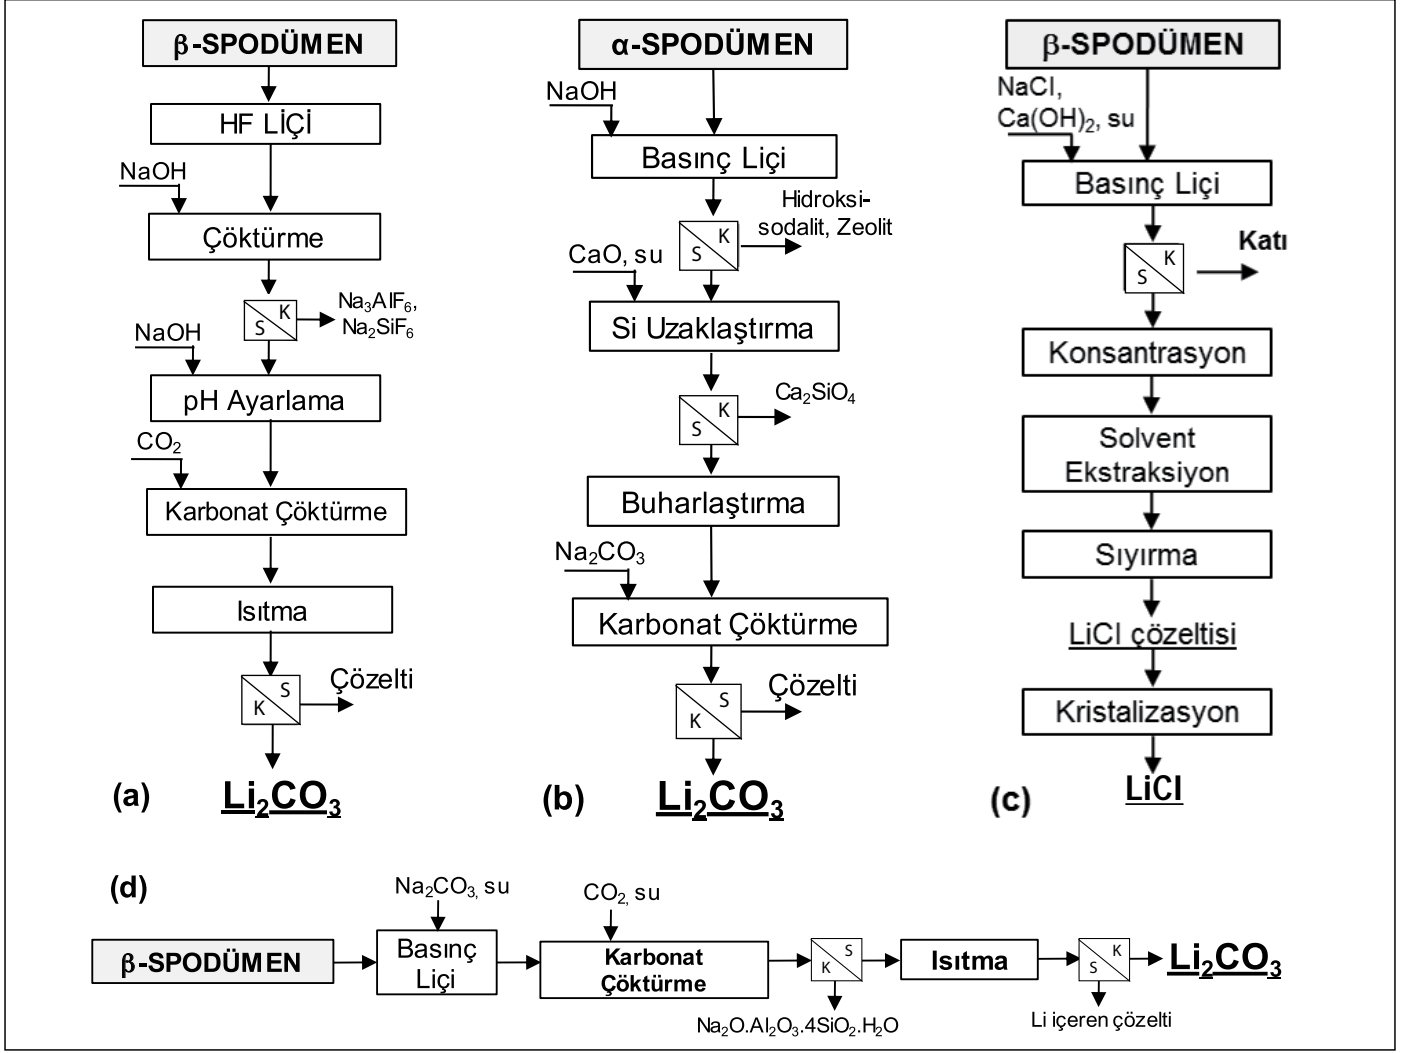 β-SPODÜMEN
HF LİÇİ
NaOH
Çöktürme
K
S
Na₃AlF₆,
Na₂SiF₆
NaOH
pH Ayarlama
CO₂
Karbonat Çöktürme
Isıtma
S
K
Çözelti
(a)
Li₂CO₃
α-SPODÜMEN
NaOH
Basınç Liçi
Hidroksi-
sodalit, Zeolit
K
S
CaO, su
Si Uzaklaştırma
Ca₂SiO₄
K
S
Buharlaştırma
Na₂CO₃
Karbonat Çöktürme
Çözelti
S
K
(b)
Li₂CO₃
β-SPODÜMEN
NaCl,
Ca(OH)₂, su
Basınç Liçi
Katı
K
S
Konsantrasyon
Solvent
Ekstraksiyon
Sıyırma
LiCl çözeltisi
Kristalizasyon
(c)
LiCl
(d)
Na₂CO₃, su
CO₂, su
β-SPODÜMEN
Basınç
Liçi
Karbonat
Çöktürme
S
K
Isıtma
K
S
Li₂CO₃
Na₂O.Al₂O₃.4SiO₂.H₂O
Li içeren çözelti